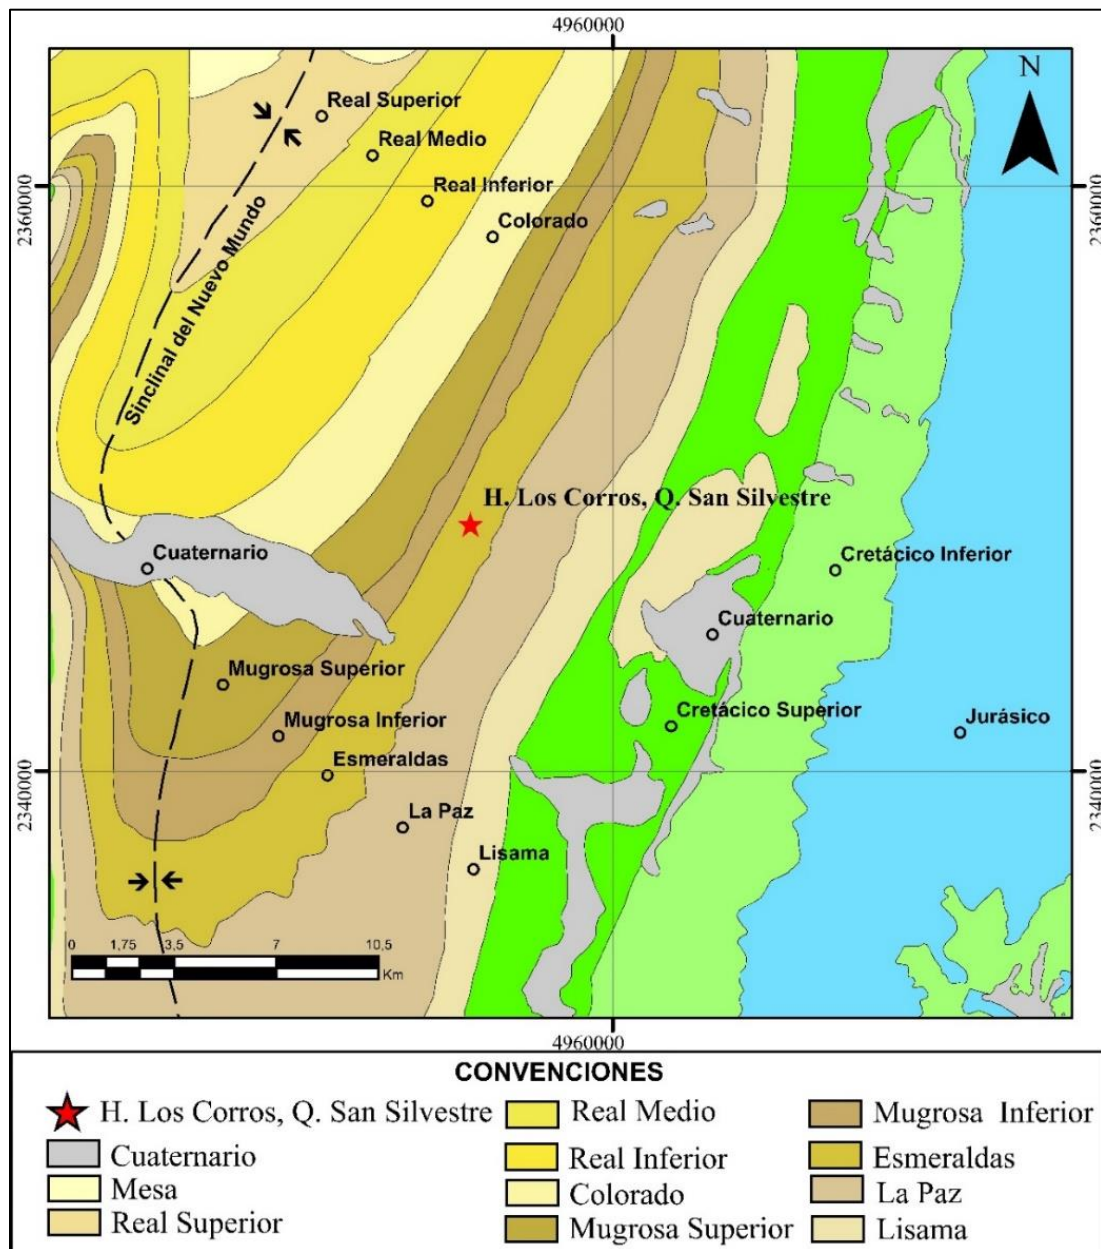 4960000
N
Real Superior
Real Medio
2360000
2360000
Real Inferior
Colorado
Sinclinal del Nuevo Mundo
H. Los Corros, Q. San Silvestre
Cuaternario
Cretácico Inferior
Cuaternario
Mugrosa Superior
Mugrosa Inferior
Cretácico Superior
Jurásico
Esmeraldas
2340000
2340000
La Paz
Lisama
0 1,75 3,5 7 10,5
Km
4960000
CONVENCIONES
H. Los Corros, Q. San Silvestre
Cuaternario
Mesa
Real Superior
Real Medio
Real Inferior
Colorado
Mugrosa Superior
Mugrosa Inferior
Esmeraldas
La Paz
Lisama